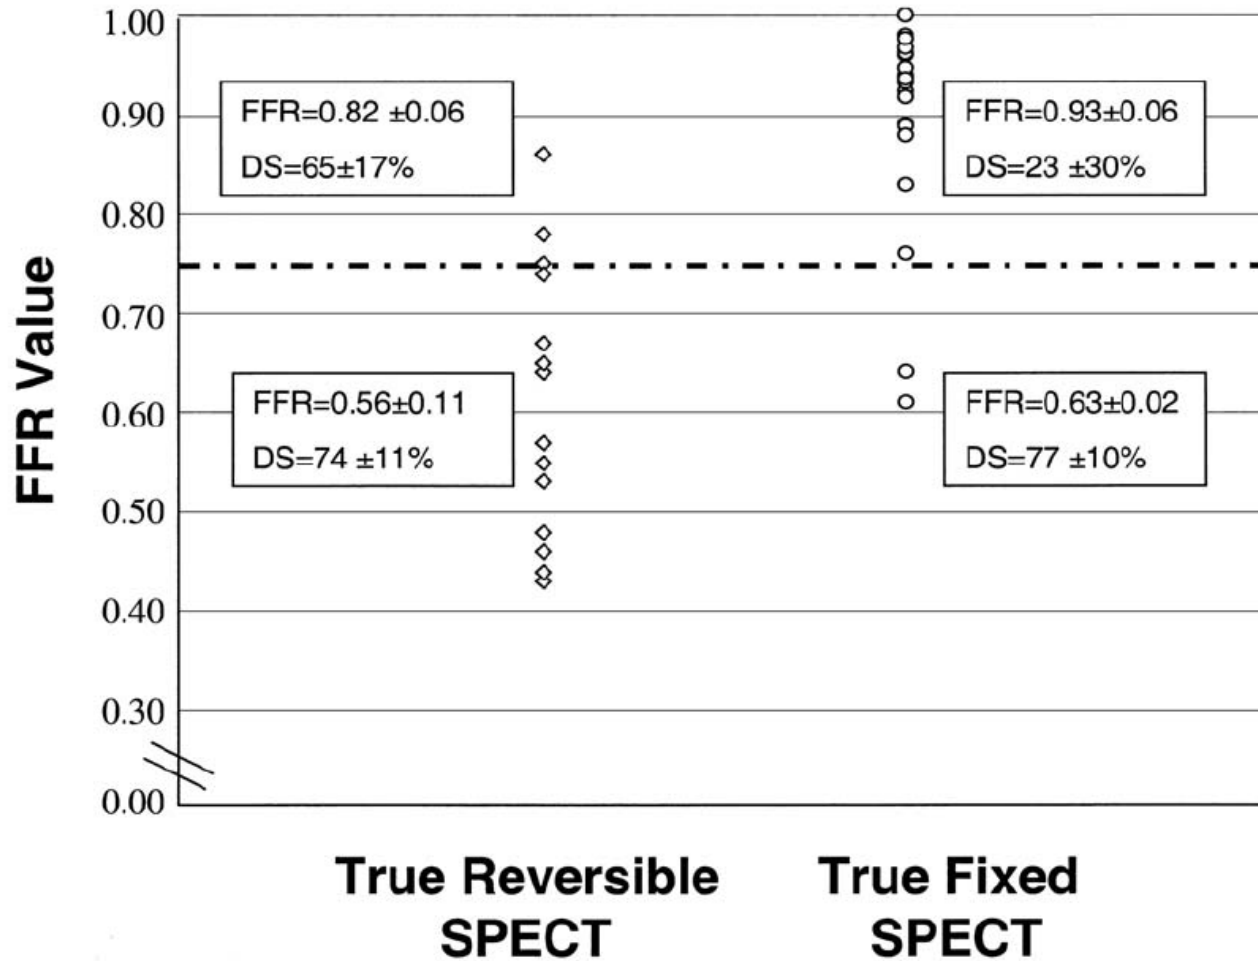 1.00
0.90
0.80
0.70
0.60
0.50
0.40
0.30
0.00
FFR Value
FFR=0.82 ±0.06
DS=65±17%
FFR=0.93±0.06
DS=23 ±30%
FFR=0.56±0.11
DS=74 ±11%
FFR=0.63±0.02
DS=77 ±10%
True Reversible
SPECT
True Fixed
SPECT